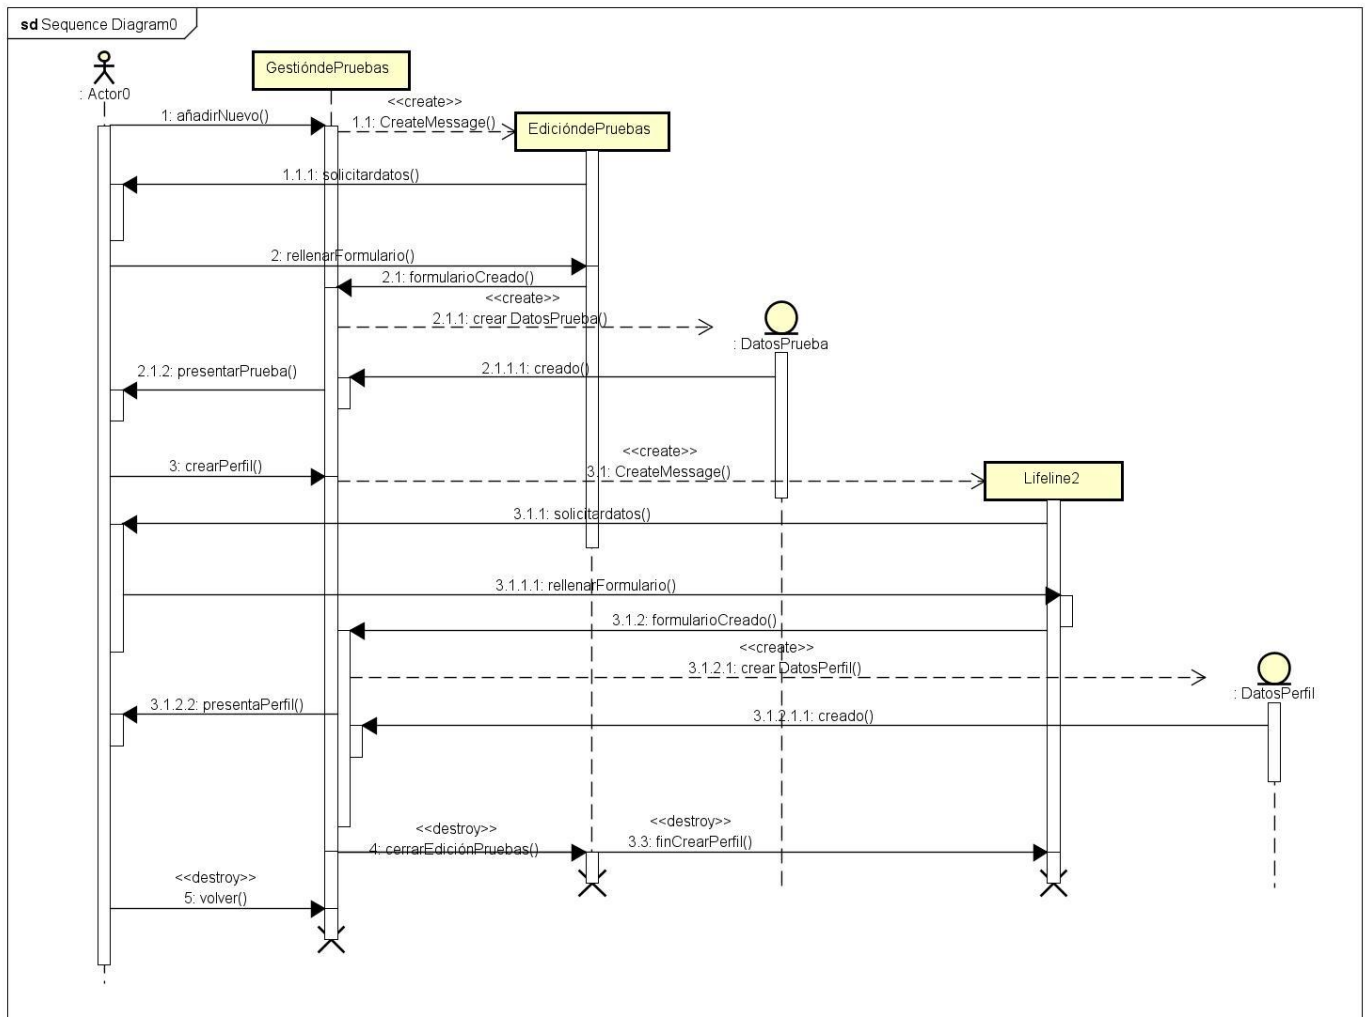 sd Sequence Diagram0
: Actor0
GestióndePruebas
<<create>>
1: añadirNuevo()
1.1: CreateMessage()
EdicióndePruebas
1.1.1: solicitardatos()
2: rellenarFormulario()
2.1: formularioCreado()
<<create>>
2.1.1: crear DatosPrueba()
: DatosPrueba
2.1.1.1: creado()
2.1.2: presentarPrueba()
<<create>>
3: crearPerfil()
3.1: CreateMessage()
Lifeline2
3.1.1: solicitardatos()
3.1.1.1: rellenarFormulario()
3.1.2: formularioCreado()
<<create>>
3.1.2.1: crear DatosPerfil()
: DatosPerfil
3.1.2.2: presentaPerfil()
3.1.2.1.1: creado()
<<destroy>>
4: cerrarEdiciónPruebas()
<<destroy>>
3.3: finCrearPerfil()
<<destroy>>
5: volver()